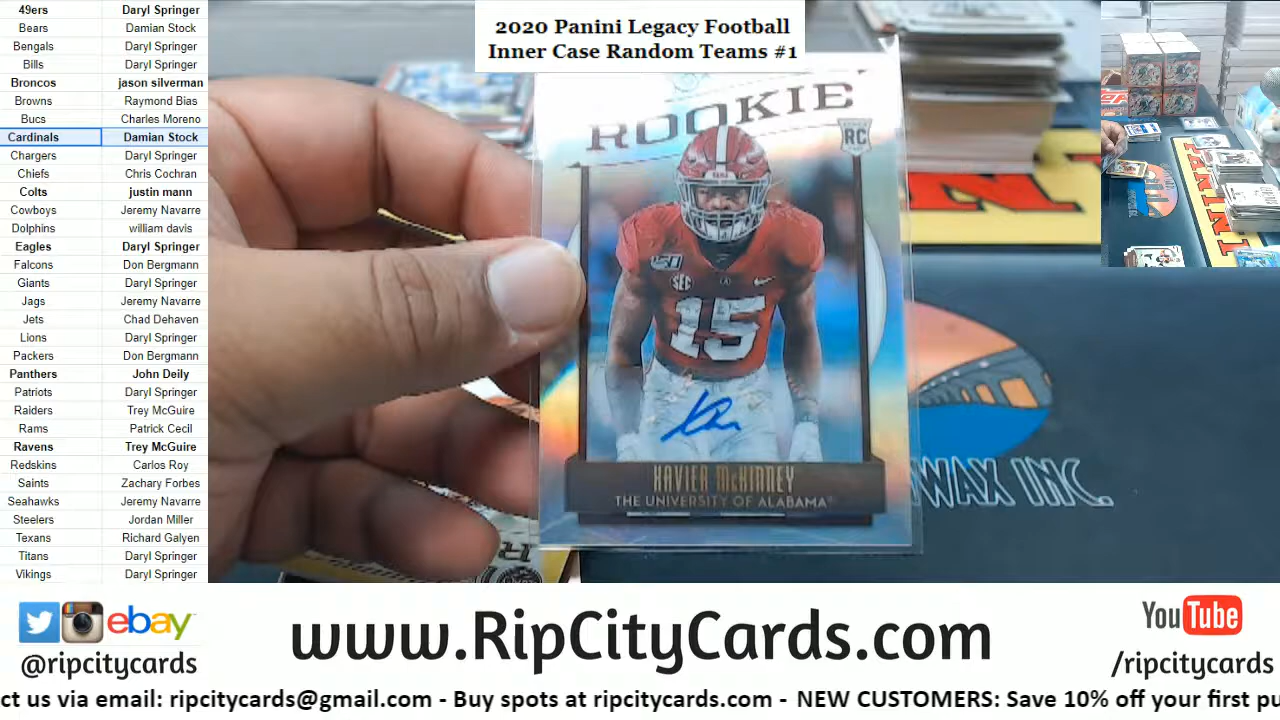 49ers Daryl Springer
Bears Damian Stock
Bengals Daryl Springer
Bills Daryl Springer
Broncos jason silverman
Browns Raymond Bias
Bucs Charles Moreno
Cardinals Damian Stock
Chargers Daryl Springer
Chiefs Chris Cochran
Colts justin mann
Cowboys Jeremy Navarre
Dolphins william davis
Eagles Daryl Springer
Falcons Don Bergmann
Giants Daryl Springer
Jags Jeremy Navarre
Jets Chad Dehaven
Lions Daryl Springer
Packers Don Bergmann
Panthers John Deily
Patriots Daryl Springer
Raiders Trey McGuire
Rams Patrick Cecil
Ravens Trey McGuire
Redskins Carlos Roy
Saints Zachary Forbes
Seahawks Jeremy Navarre
Steelers Jordan Miller
Texans Richard Galyen
Titans Daryl Springer
Vikings Daryl Springer
2020 Panini Legacy Football
Inner Case Random Teams #1
ROOKIE
RC
150
SEC
15
XAVIER McKINNEY
THE UNIVERSITY OF ALABAMA®
WAX INC.
PANINI
ebay
@ripcitycards
www.RipCityCards.com
YouTube
/ripcitycards
ct us via email: ripcitycards@gmail.com - Buy spots at ripcitycards.com - NEW CUSTOMERS: Save 10% off your first pu